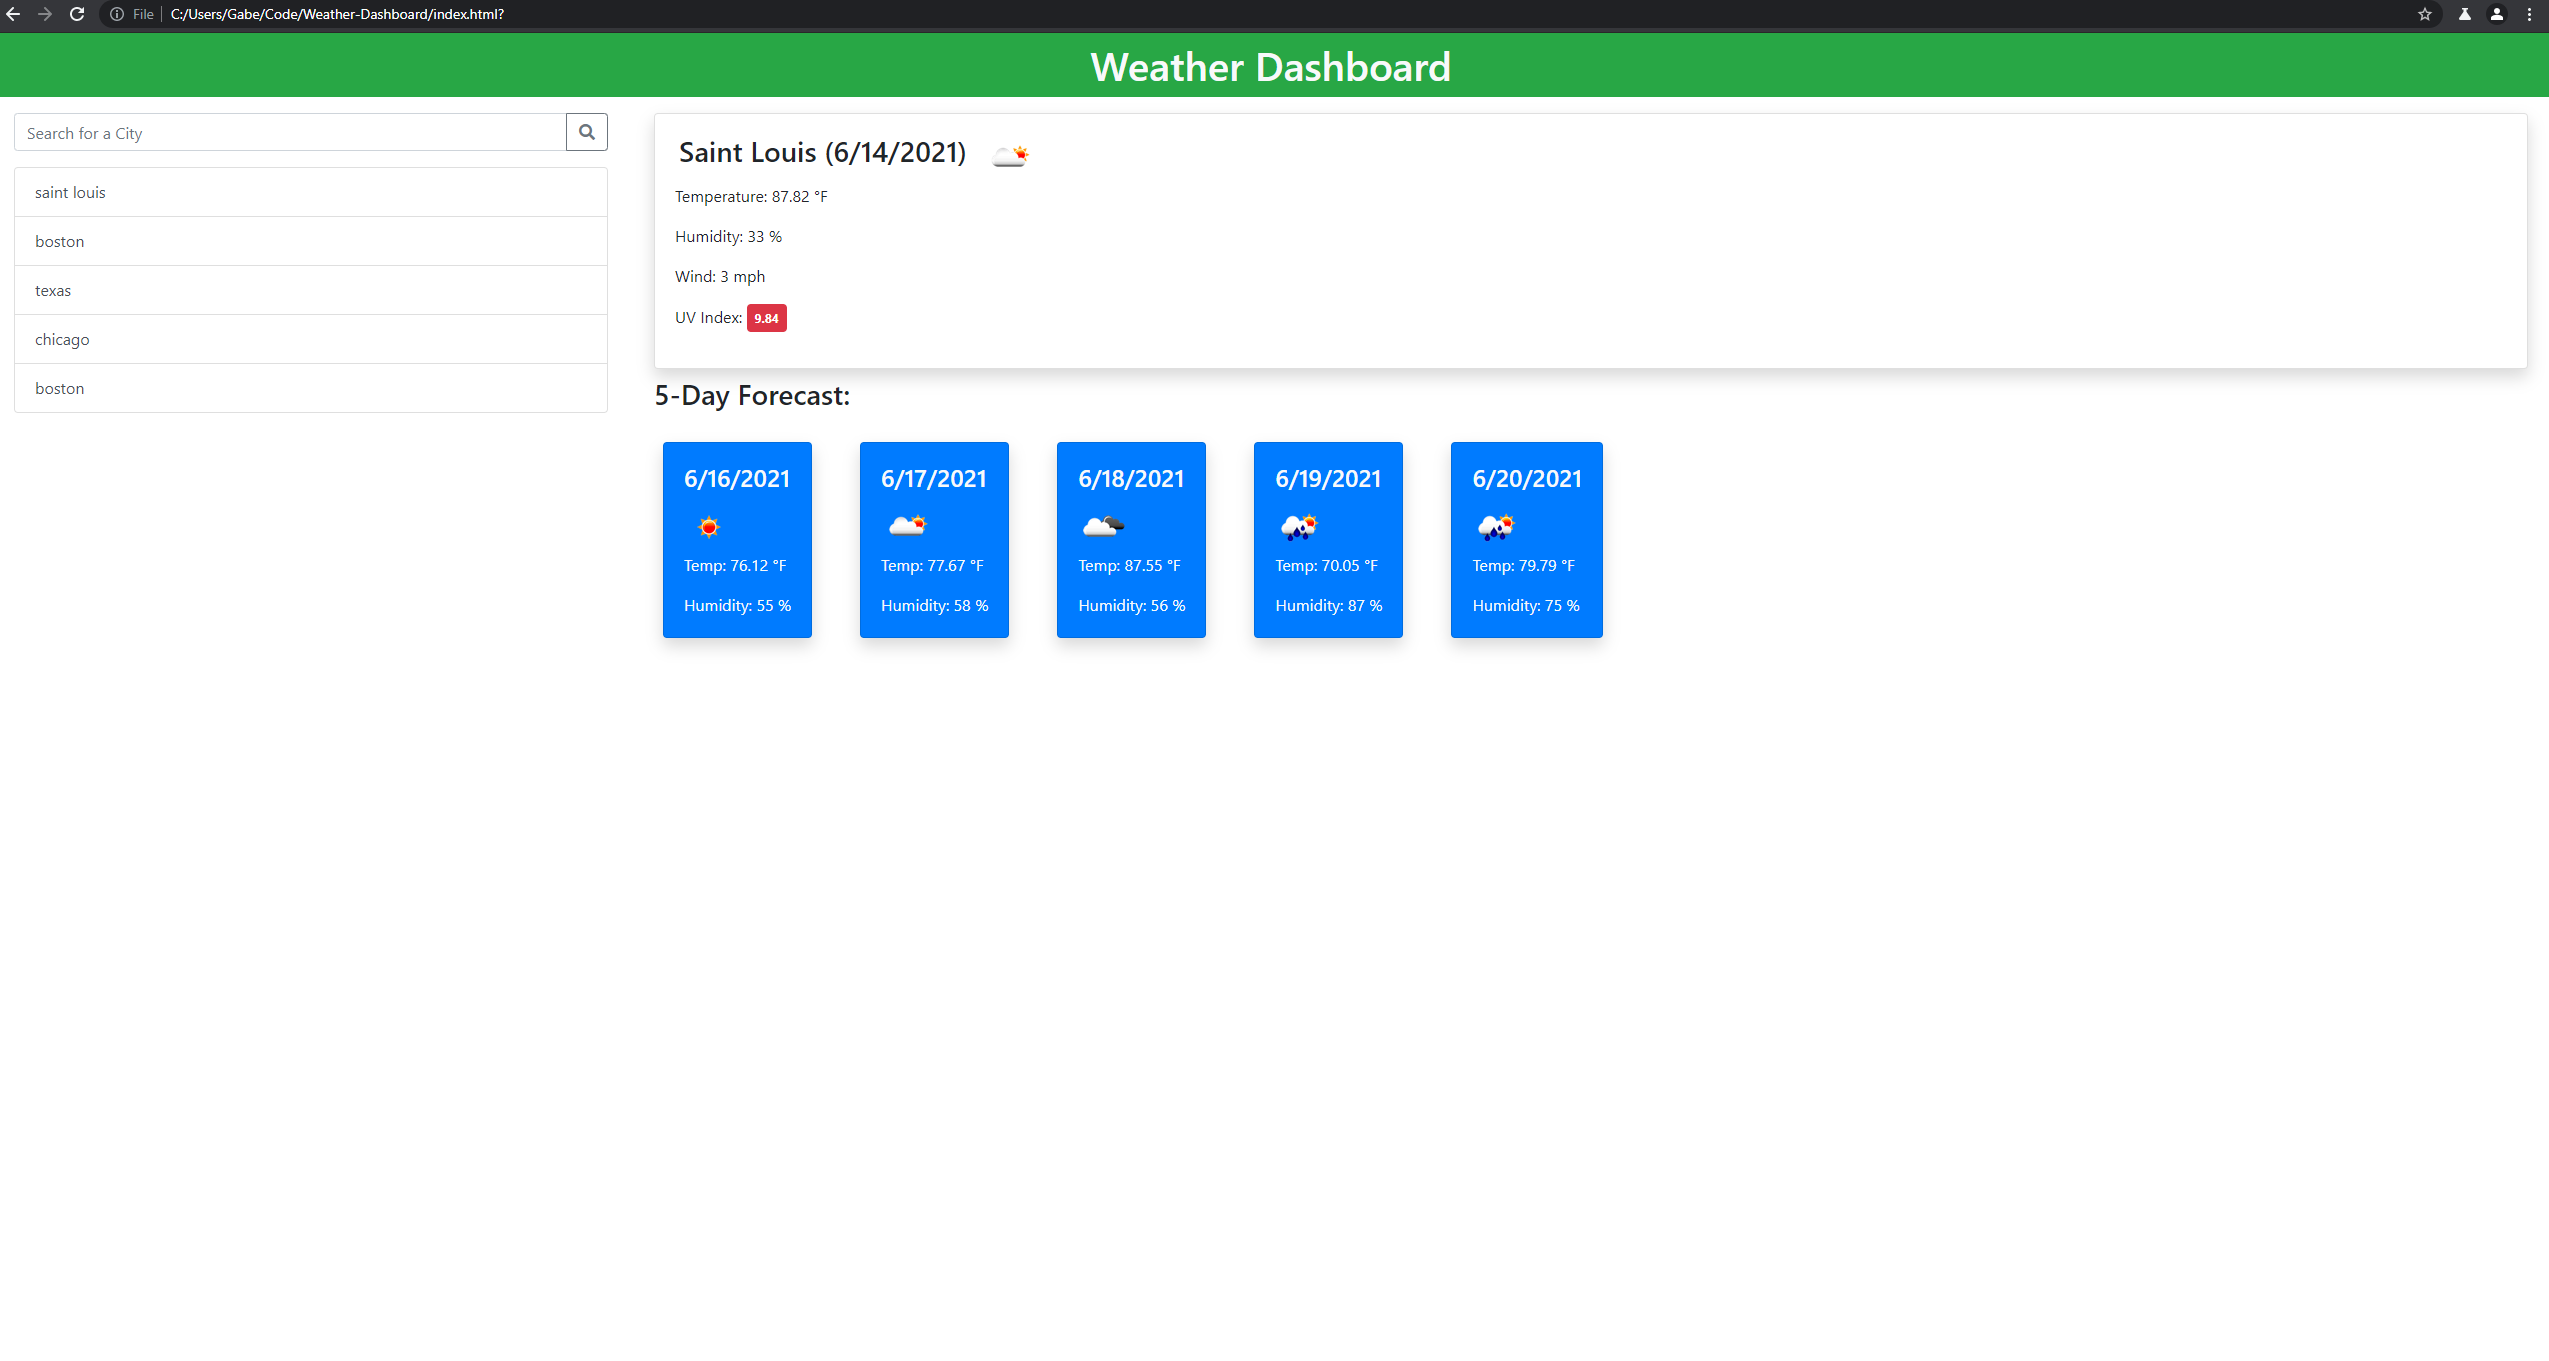 File C:/Users/Gabe/Code/Weather-Dashboard/index.html?
Weather Dashboard
Search for a City
saint louis
boston
texas
chicago
boston
Saint Louis (6/14/2021)
Temperature: 87.82 °F
Humidity: 33 %
Wind: 3 mph
UV Index: 9.84
5-Day Forecast:
6/16/2021
Temp: 76.12 °F
Humidity: 55 %
6/17/2021
Temp: 77.67 °F
Humidity: 58 %
6/18/2021
Temp: 87.55 °F
Humidity: 56 %
6/19/2021
Temp: 70.05 °F
Humidity: 87 %
6/20/2021
Temp: 79.79 °F
Humidity: 75 %